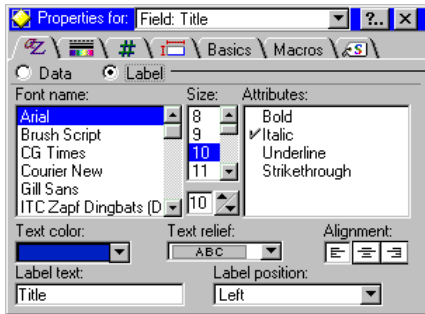 Properties for: Field: Title ?..
az # Basics Macros S
Data Label
Font name: Size: Attributes:
Arial 8 Bold
Brush Script 9 Italic
CG Times 10 Underline
Courier New 11 Strikethrough
Gill Sans
ITC Zapf Dingbats (D 10
Text color: Text relief: Alignment:
ABC
Label text: Label position:
Title Left